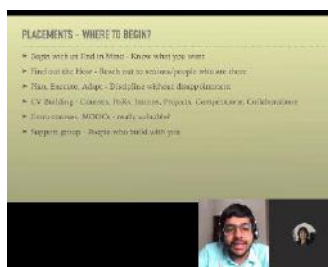 PLACEMENTS - WHERE TO BEGIN?
Begin with an End in Mind - Know what you want
Find out the How - Reach out to seniors/people who are there
Plan, Execute, Adapt - Discipline without disappointment
CV Building - Courses, PoRs, Interns, Projects, Competitions, Collaborations
Extra courses, MOOCs - really valuable?
Support group - People who build with you